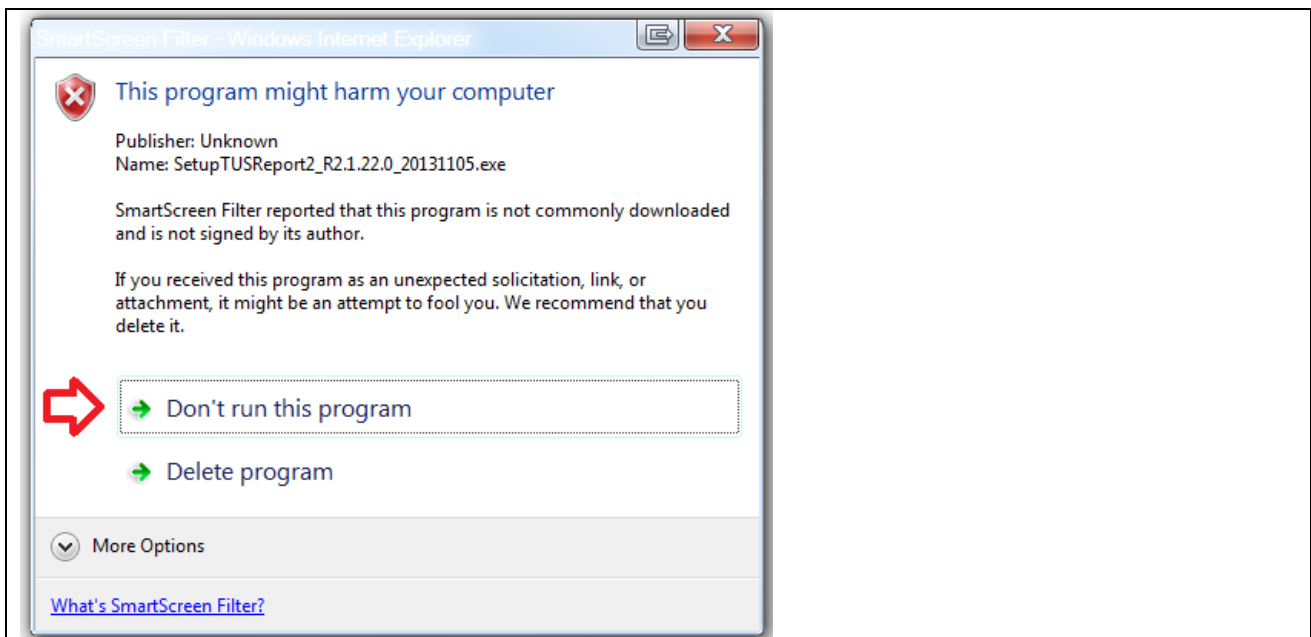 SmartScreen Filter - Windows Internet Explorer
This program might harm your computer
Publisher: Unknown
Name: SetupTUSReport2_R2.1.22.0_20131105.exe
SmartScreen Filter reported that this program is not commonly downloaded
and is not signed by its author.
If you received this program as an unexpected solicitation, link, or
attachment, it might be an attempt to fool you. We recommend that you
delete it.
Don't run this program
Delete program
More Options
What's SmartScreen Filter?